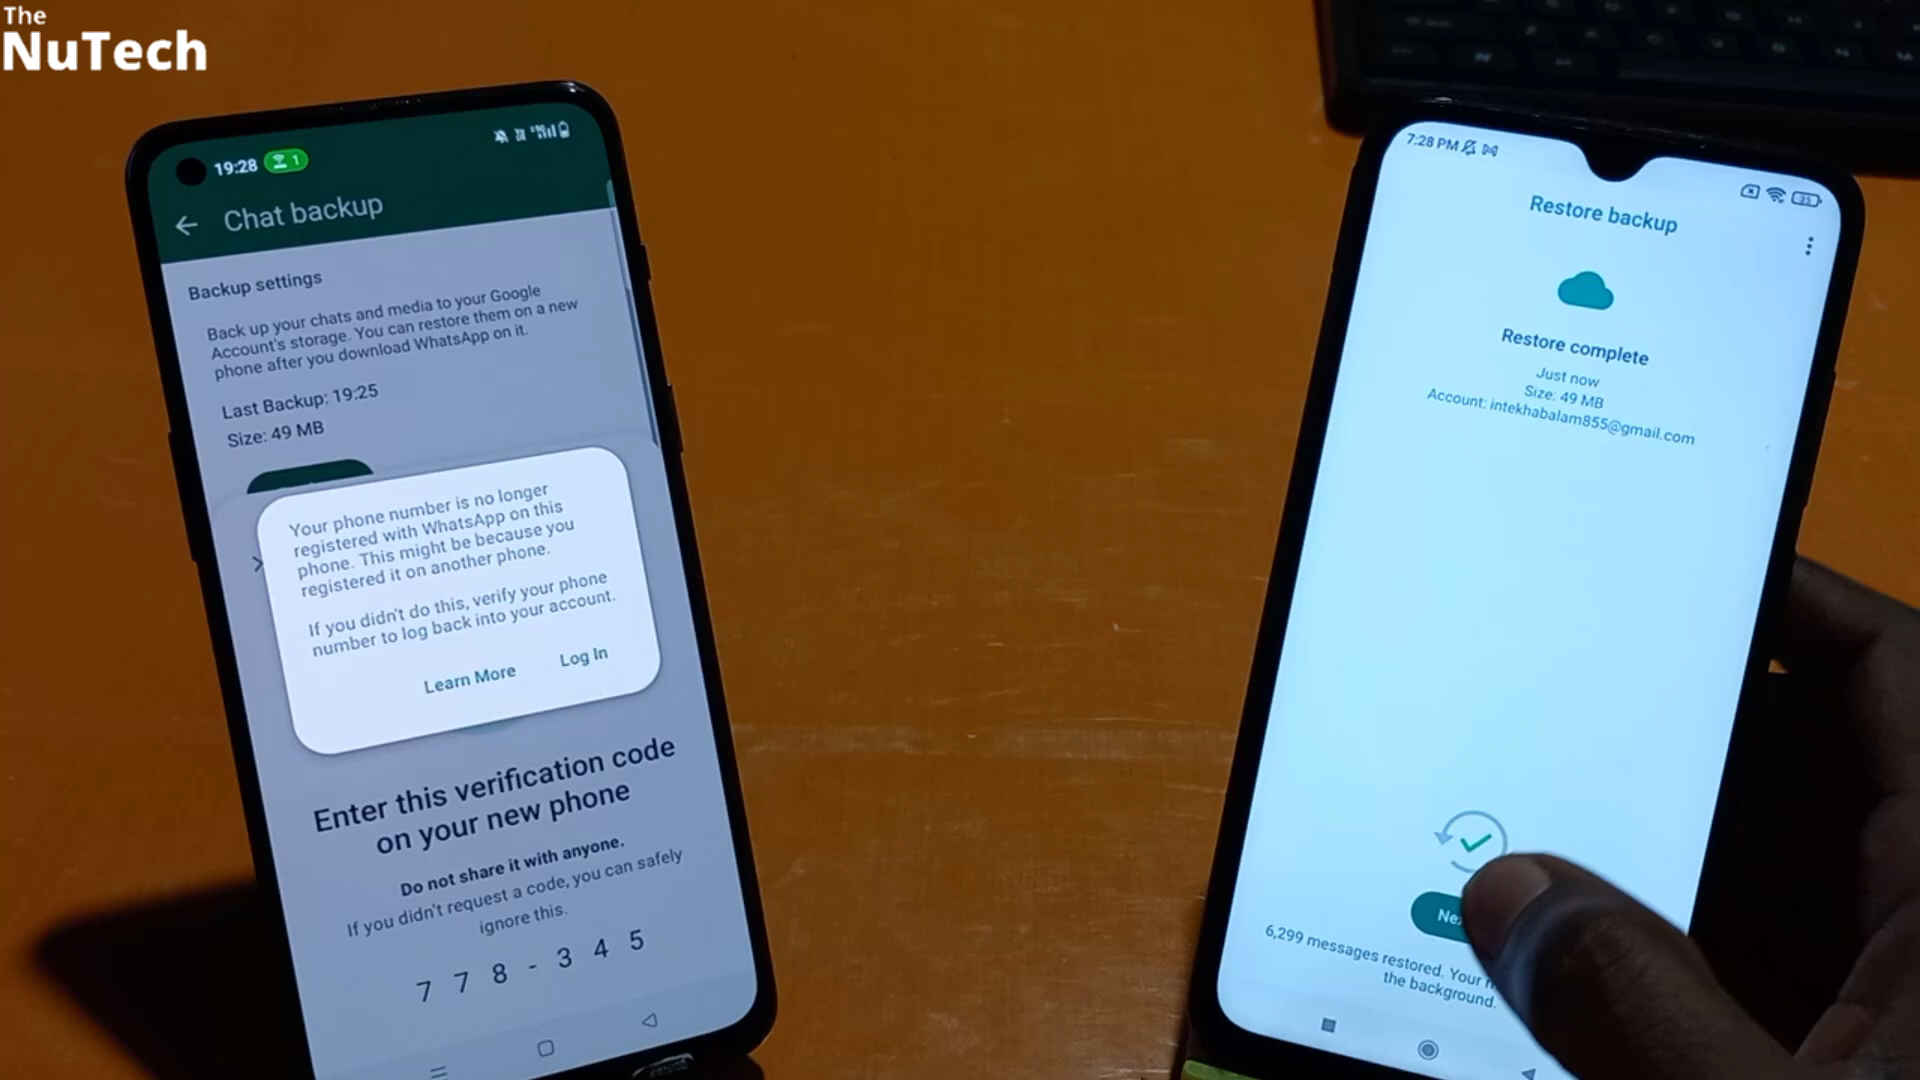 The
NuTech
19:28
1
Chat backup
Backup settings
Back up your chats and media to your Google
Account's storage. You can restore them on a new
phone after you download WhatsApp on it.
Last Backup: 19:25
Size: 49 MB
Your phone number is no longer
registered with WhatsApp on this
phone. This might be because you
registered it on another phone.
If you didn't do this, verify your phone
number to log back into your account.
Learn More
Log In
Enter this verification code
on your new phone
Do not share it with anyone.
If you didn't request a code, you can safely
ignore this.
778-345
7:28 PM
Restore backup
Restore complete
Just now
Size: 49 MB
Account: intekhabalam855@gmail.com
6,299 messages restored. Your
the background.